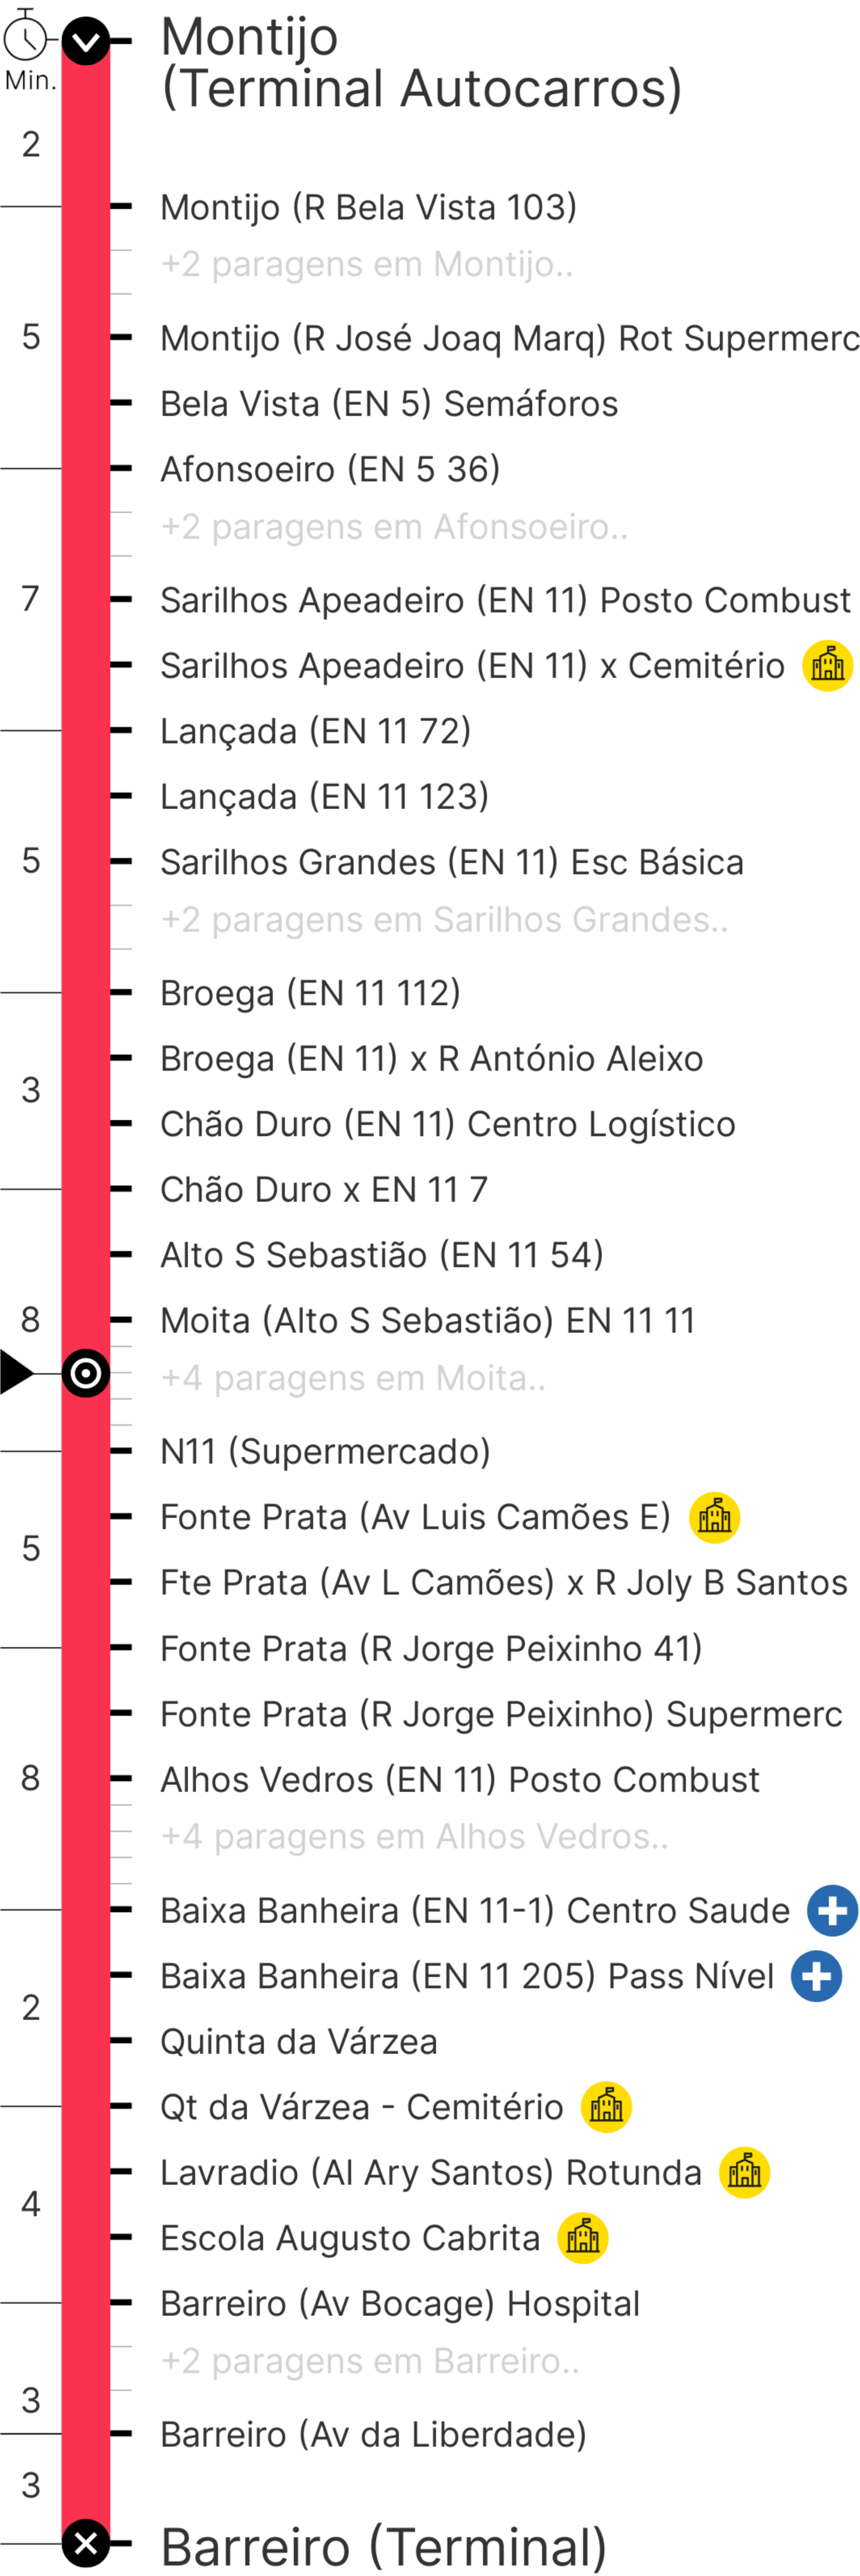 Min.
Montijo
(Terminal Autocarros)
2
Montijo (R Bela Vista 103)
+2 paragens em Montijo..
5
Montijo (R José Joaq Marq) Rot Supermerc
Bela Vista (EN 5) Semáforos
Afonsoeiro (EN 5 36)
+2 paragens em Afonsoeiro..
7
Sarilhos Apeadeiro (EN 11) Posto Combust
Sarilhos Apeadeiro (EN 11) x Cemitério
Lançada (EN 11 72)
Lançada (EN 11 123)
5
Sarilhos Grandes (EN 11) Esc Básica
+2 paragens em Sarilhos Grandes..
Broega (EN 11 112)
Broega (EN 11) x R António Aleixo
3
Chão Duro (EN 11) Centro Logístico
Chão Duro x EN 11 7
Alto S Sebastião (EN 11 54)
8
Moita (Alto S Sebastião) EN 11 11
+4 paragens em Moita..
N11 (Supermercado)
Fonte Prata (Av Luis Camões E)
5
Fte Prata (Av L Camões) x R Joly B Santos
Fonte Prata (R Jorge Peixinho 41)
Fonte Prata (R Jorge Peixinho) Supermerc
8
Alhos Vedros (EN 11) Posto Combust
+4 paragens em Alhos Vedros..
Baixa Banheira (EN 11-1) Centro Saude
Baixa Banheira (EN 11 205) Pass Nível
2
Quinta da Várzea
Qt da Várzea - Cemitério
Lavradio (Al Ary Santos) Rotunda
4
Escola Augusto Cabrita
Barreiro (Av Bocage) Hospital
+2 paragens em Barreiro..
3
Barreiro (Av da Liberdade)
3
Barreiro (Terminal)